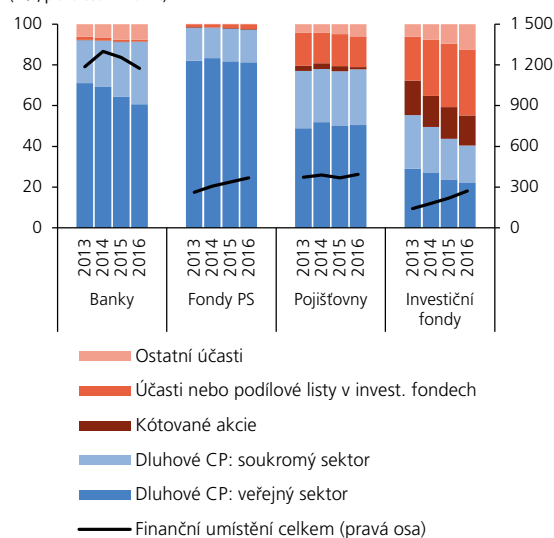 100
80
60
40
20
0
1 500
1 200
900
600
300
0
2013 2014 2015 2016 2013 2014 2015 2016 2013 2014 2015 2016 2013 2014 2015 2016
Banky Fondy PS Pojišťovny Investiční
fondy
Ostatní účasti
Účasti nebo podílové listy v invest. fondech
Kótované akcie
Dluhové CP: soukromý sektor
Dluhové CP: veřejný sektor
Finanční umístění celkem (pravá osa)